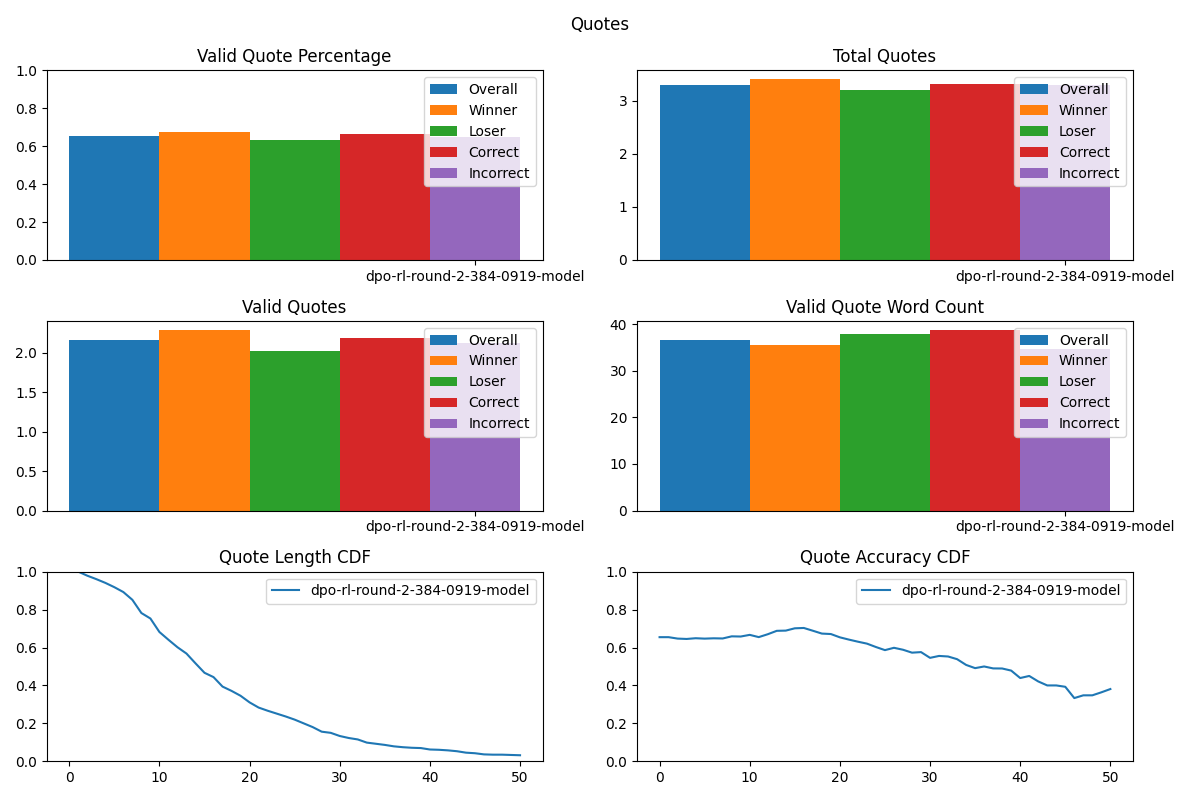 Quotes
Valid Quote Percentage
1.0
0.8
0.6
0.4
0.2
0.0
Overall
Winner
Loser
Correct
Incorrect
dpo-rl-round-2-384-0919-model
Total Quotes
3
2
1
0
Overall
Winner
Loser
Correct
Incorrect
dpo-rl-round-2-384-0919-model
Valid Quotes
2.0
1.5
1.0
0.5
0.0
Overall
Winner
Loser
Correct
Incorrect
dpo-rl-round-2-384-0919-model
Valid Quote Word Count
40
30
20
10
0
Overall
Winner
Loser
Correct
Incorrect
dpo-rl-round-2-384-0919-model
Quote Length CDF
1.0
0.8
0.6
0.4
0.2
0.0
dpo-rl-round-2-384-0919-model
0 10 20 30 40 50
Quote Accuracy CDF
1.0
0.8
0.6
0.4
0.2
0.0
dpo-rl-round-2-384-0919-model
0 10 20 30 40 50